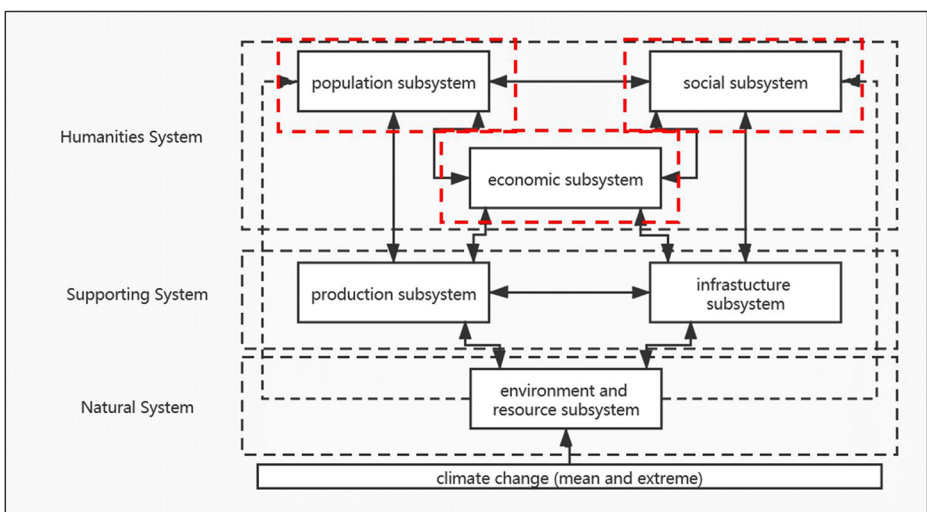 population subsystem
social subsystem
Humanities System
economic subsystem
Supporting System
production subsystem
infrastucture
subsystem
Natural System
environment and
resource subsystem
climate change (mean and extreme)